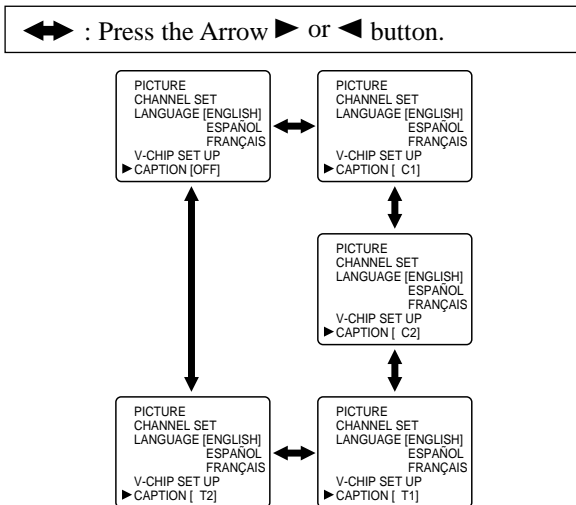 : Press the Arrow ▶ or ◀ button.
PICTURE
CHANNEL SET
LANGUAGE [ENGLISH]
ESPAÑOL
FRANÇAIS
V-CHIP SET UP
▶CAPTION [OFF]
PICTURE
CHANNEL SET
LANGUAGE [ENGLISH]
ESPAÑOL
FRANÇAIS
V-CHIP SET UP
▶CAPTION [ C1]
PICTURE
CHANNEL SET
LANGUAGE [ENGLISH]
ESPAÑOL
FRANÇAIS
V-CHIP SET UP
▶CAPTION [ C2]
PICTURE
CHANNEL SET
LANGUAGE [ENGLISH]
ESPAÑOL
FRANÇAIS
V-CHIP SET UP
▶CAPTION [ T2]
PICTURE
CHANNEL SET
LANGUAGE [ENGLISH]
ESPAÑOL
FRANÇAIS
V-CHIP SET UP
▶CAPTION [ T1]